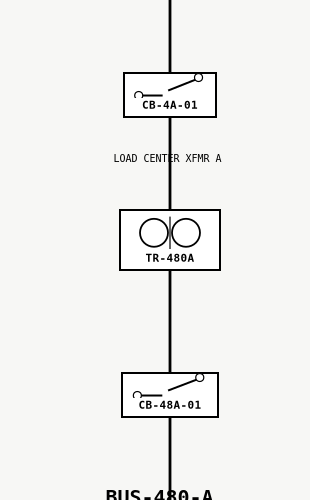 CB-4A-01
LOAD CENTER XFMR A
TR-480A
CB-48A-01
BUS-480-A